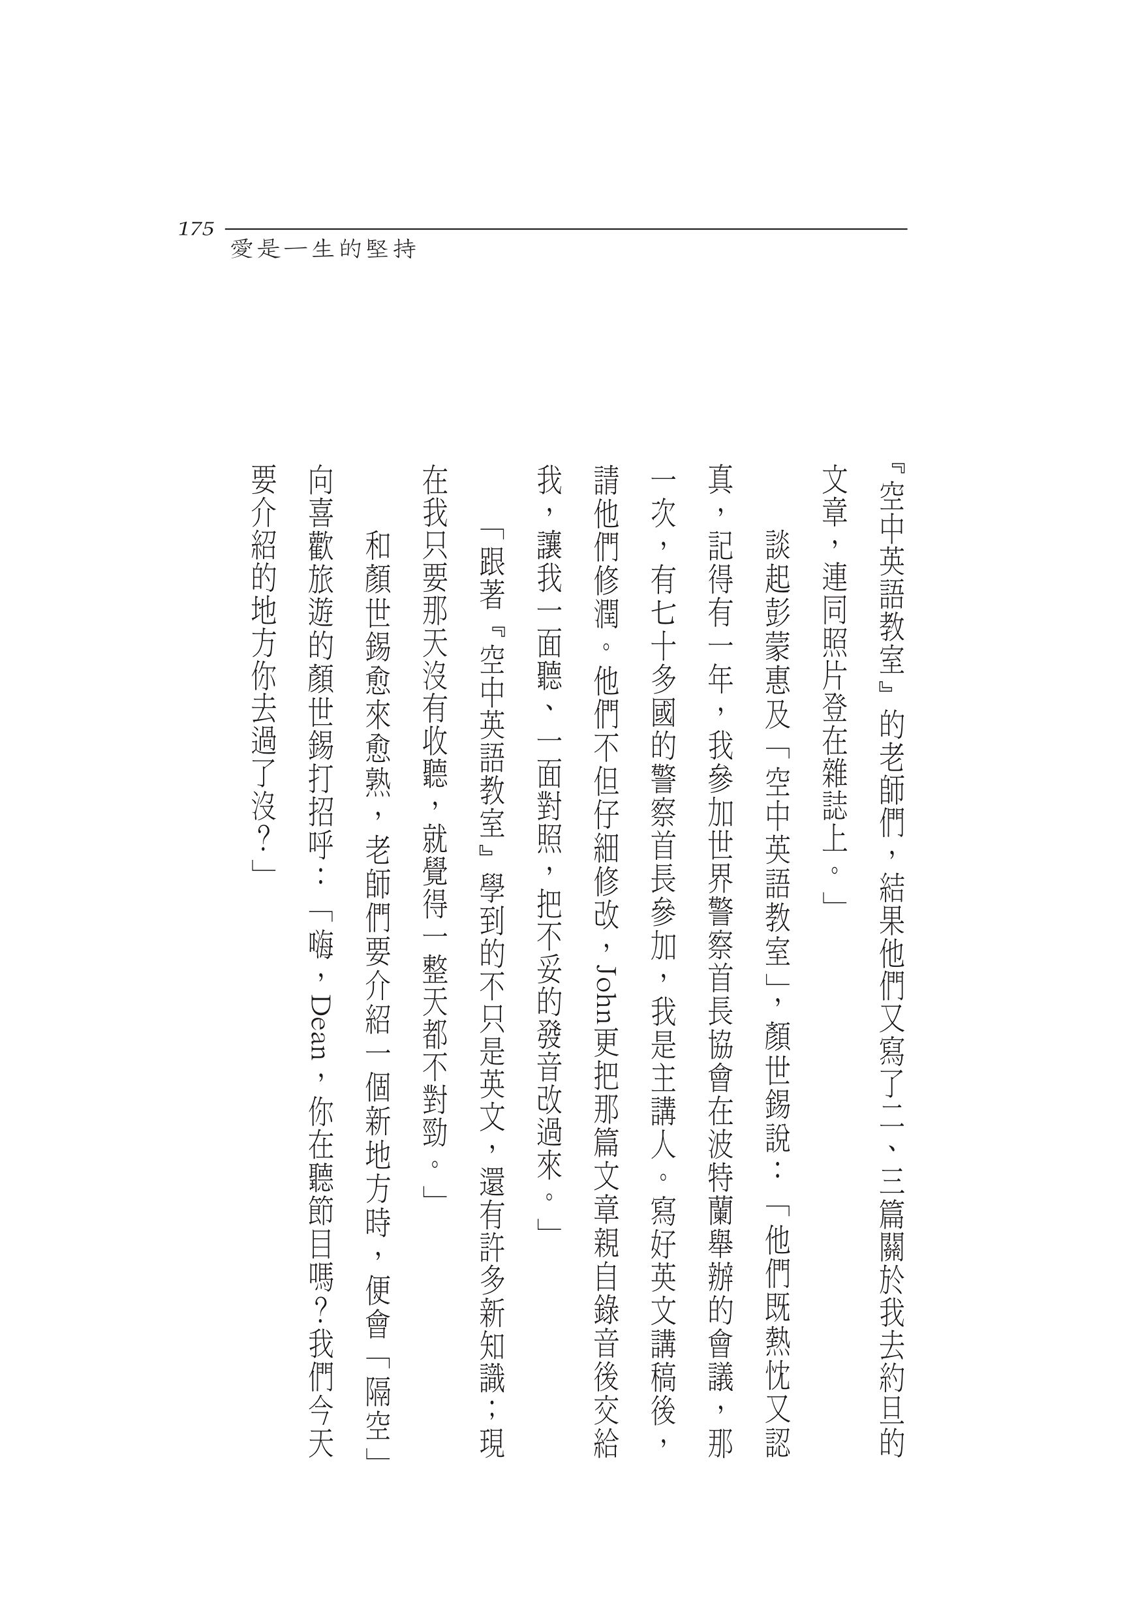 175
愛是一生的堅持
『空中英語教室』的老師們，結果他們又寫了二、三篇關於我去約旦的
文章，連同照片登在雜誌上。」
談起彭蒙惠及「空中英語教室」，顏世錫說：「他們既熱忱又認
真，記得有一年，我參加世界警察首長協會在波特蘭舉辦的會議，那
一次，有七十多國的警察首長參加，我是主講人。寫好英文講稿後，
請他們修潤。他們不但仔細修改，John更把那篇文章親自錄音後交給
我，讓我一面聽、一面對照，把不妥的發音改過來。」
「跟著『空中英語教室』學到的不只是英文，還有許多新知識；現
在我只要那天沒有收聽，就覺得一整天都不對勁。」
和顏世錫愈來愈熟，老師們要介紹一個新地方時，便會「隔空」
向喜歡旅遊的顏世錫打招呼：「嗨，Dean，你在聽節目嗎？我們今天
要介紹的地方你去過了沒？」